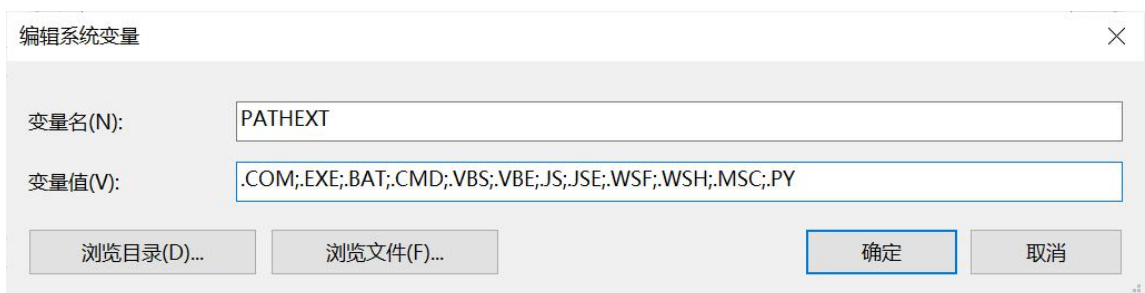 编辑系统变量
变量名(N): PATHEXT
变量值(V): .COM;.EXE;.BAT;.CMD;.VBS;.VBE;.JS;.JSE;.WSF;.WSH;.MSC;.PY
浏览目录(D)... 浏览文件(F)... 确定 取消